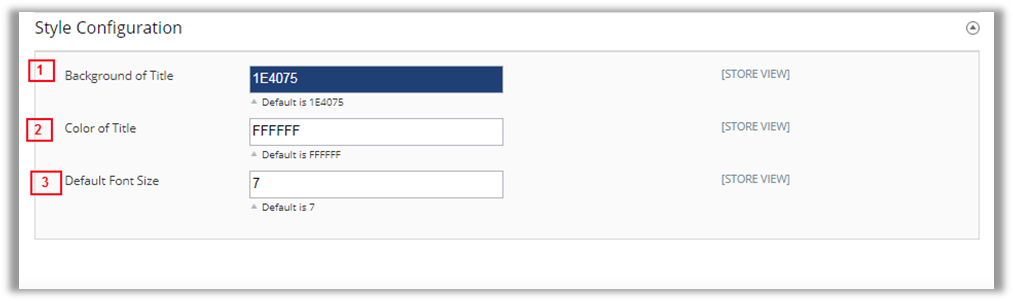 Style Configuration
1 Background of Title 1E4075 [STORE VIEW]
Default is 1E4075
2 Color of Title FFFFFF [STORE VIEW]
Default is FFFFFF
3 Default Font Size 7 [STORE VIEW]
Default is 7